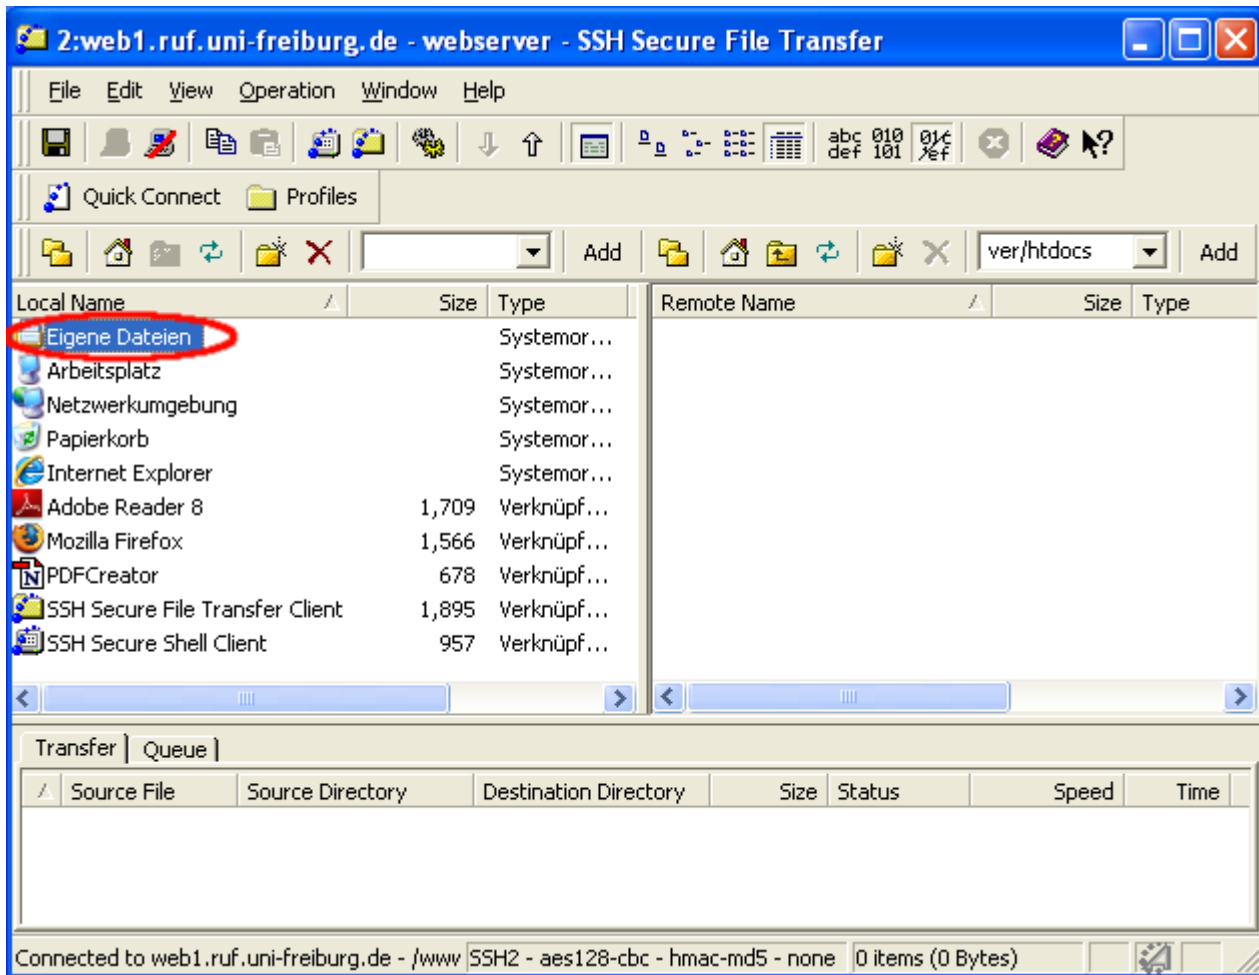 2:web1.ruf.uni-freiburg.de - webserver - SSH Secure File Transfer
File Edit View Operation Window Help
abc def 010 101
Quick Connect Profiles
Add ver/htdocs Add
Local Name Size Type Remote Name Size Type
Eigene Dateien Systemor...
Arbeitsplatz Systemor...
Netzwerkumgebung Systemor...
Papierkorb Systemor...
Internet Explorer Systemor...
Adobe Reader 8 1,709 Verknüpf...
Mozilla Firefox 1,566 Verknüpf...
PDFCreator 678 Verknüpf...
SSH Secure File Transfer Client 1,895 Verknüpf...
SSH Secure Shell Client 957 Verknüpf...
Transfer Queue
Source File Source Directory Destination Directory Size Status Speed Time
Connected to web1.ruf.uni-freiburg.de - /www SSH2 - aes128-cbc - hmac-md5 - none 0 items (0 Bytes)